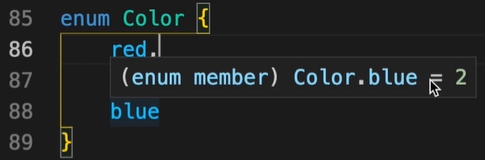 85 enum Color {
86 red,
(enum member) Color.blue = 2
87
88 blue
89 }